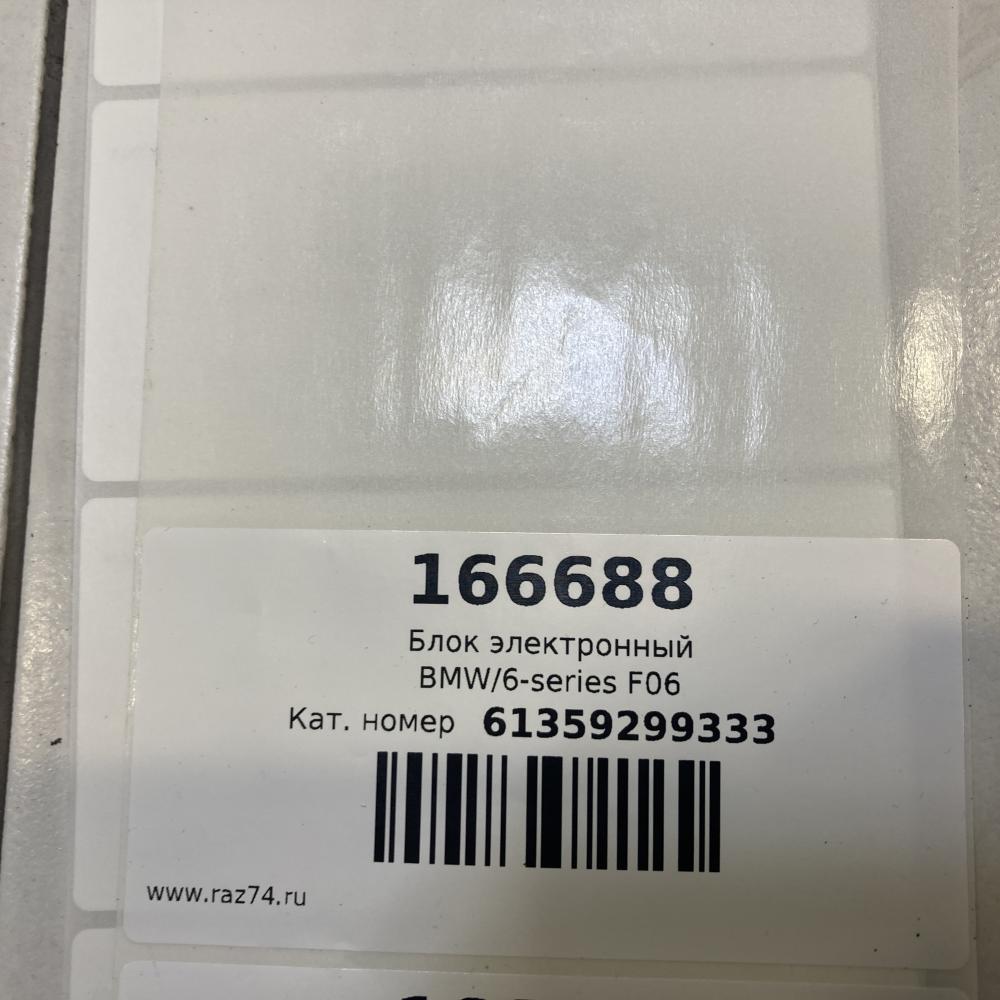 166688
Блок электронный
BMW/6-series F06
Кат. номер 61359299333
www.raz74.ru